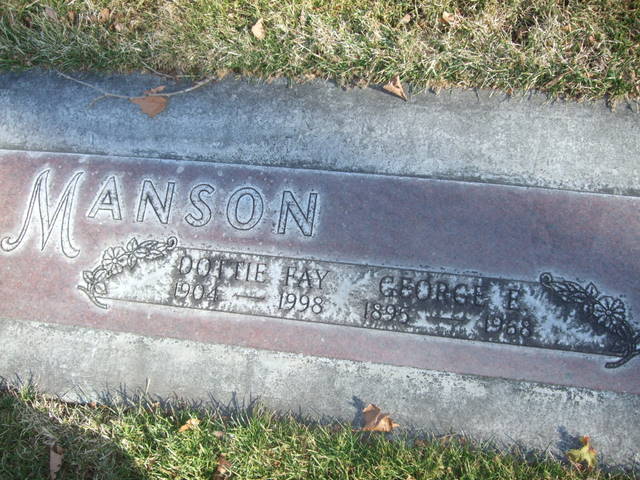 MANSON
DOTTIE FAY
1904 — 1998
GEORGE E.
1895 — 1968